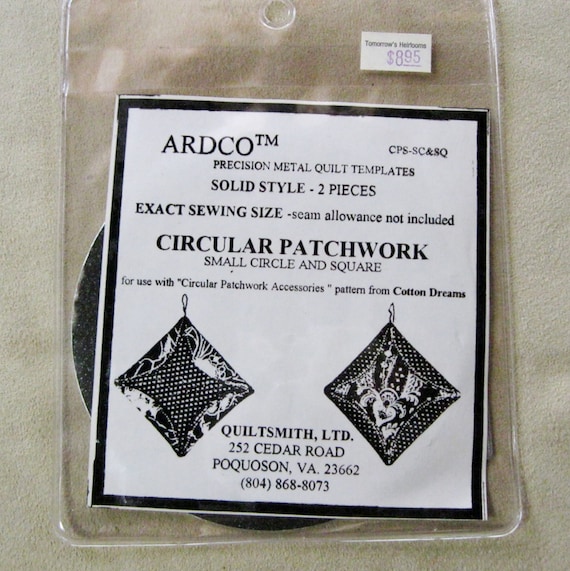 Tomorrow's Heirlooms
$8.95
ARDCO™ CPS-SC&SQ
PRECISION METAL QUILT TEMPLATES
SOLID STYLE - 2 PIECES
EXACT SEWING SIZE -seam allowance not included
CIRCULAR PATCHWORK
SMALL CIRCLE AND SQUARE
for use with "Circular Patchwork Accessories " pattern from Cotton Dreams
QUILTSMITH, LTD.
252 CEDAR ROAD
POQUOSON, VA. 23662
(804) 868-8073